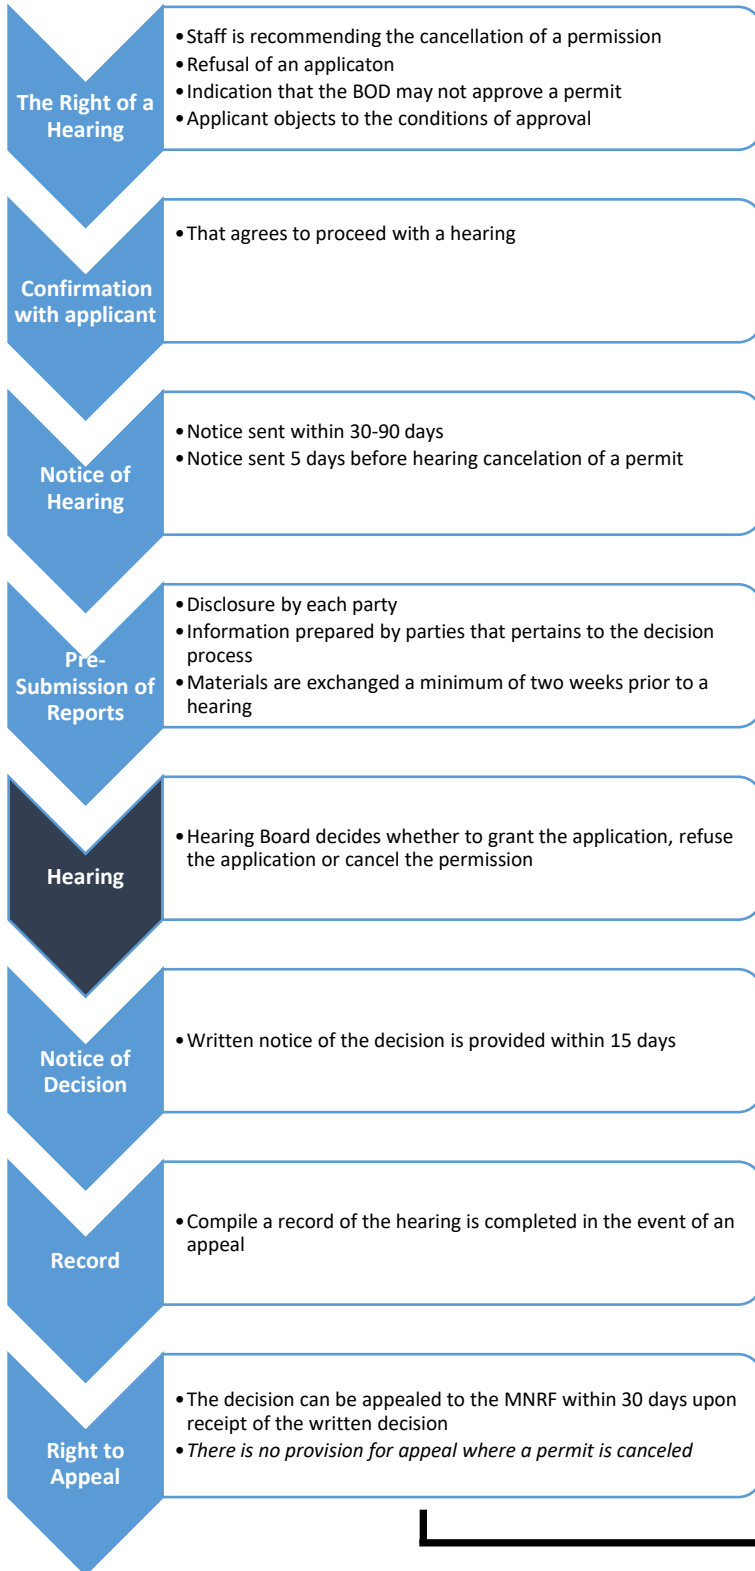 The Right of a
Hearing
•Staff is recommending the cancellation of a permission
•Refusal of an applicaton
•Indication that the BOD may not approve a permit
•Applicant objects to the conditions of approval
Confirmation
with applicant
•That agrees to proceed with a hearing
Notice of
Hearing
•Notice sent within 30-90 days
•Notice sent 5 days before hearing cancelation of a permit
Pre-
Submission of
Reports
•Disclosure by each party
•Information prepared by parties that pertains to the decision
process
•Materials are exchanged a minimum of two weeks prior to a
hearing
Hearing
•Hearing Board decides whether to grant the application, refuse
the application or cancel the permission
Notice of
Decision
•Written notice of the decision is provided within 15 days
Record
•Compile a record of the hearing is completed in the event of an
appeal
Right to
Appeal
•The decision can be appealed to the MNRF within 30 days upon
receipt of the written decision
•There is no provision for appeal where a permit is canceled